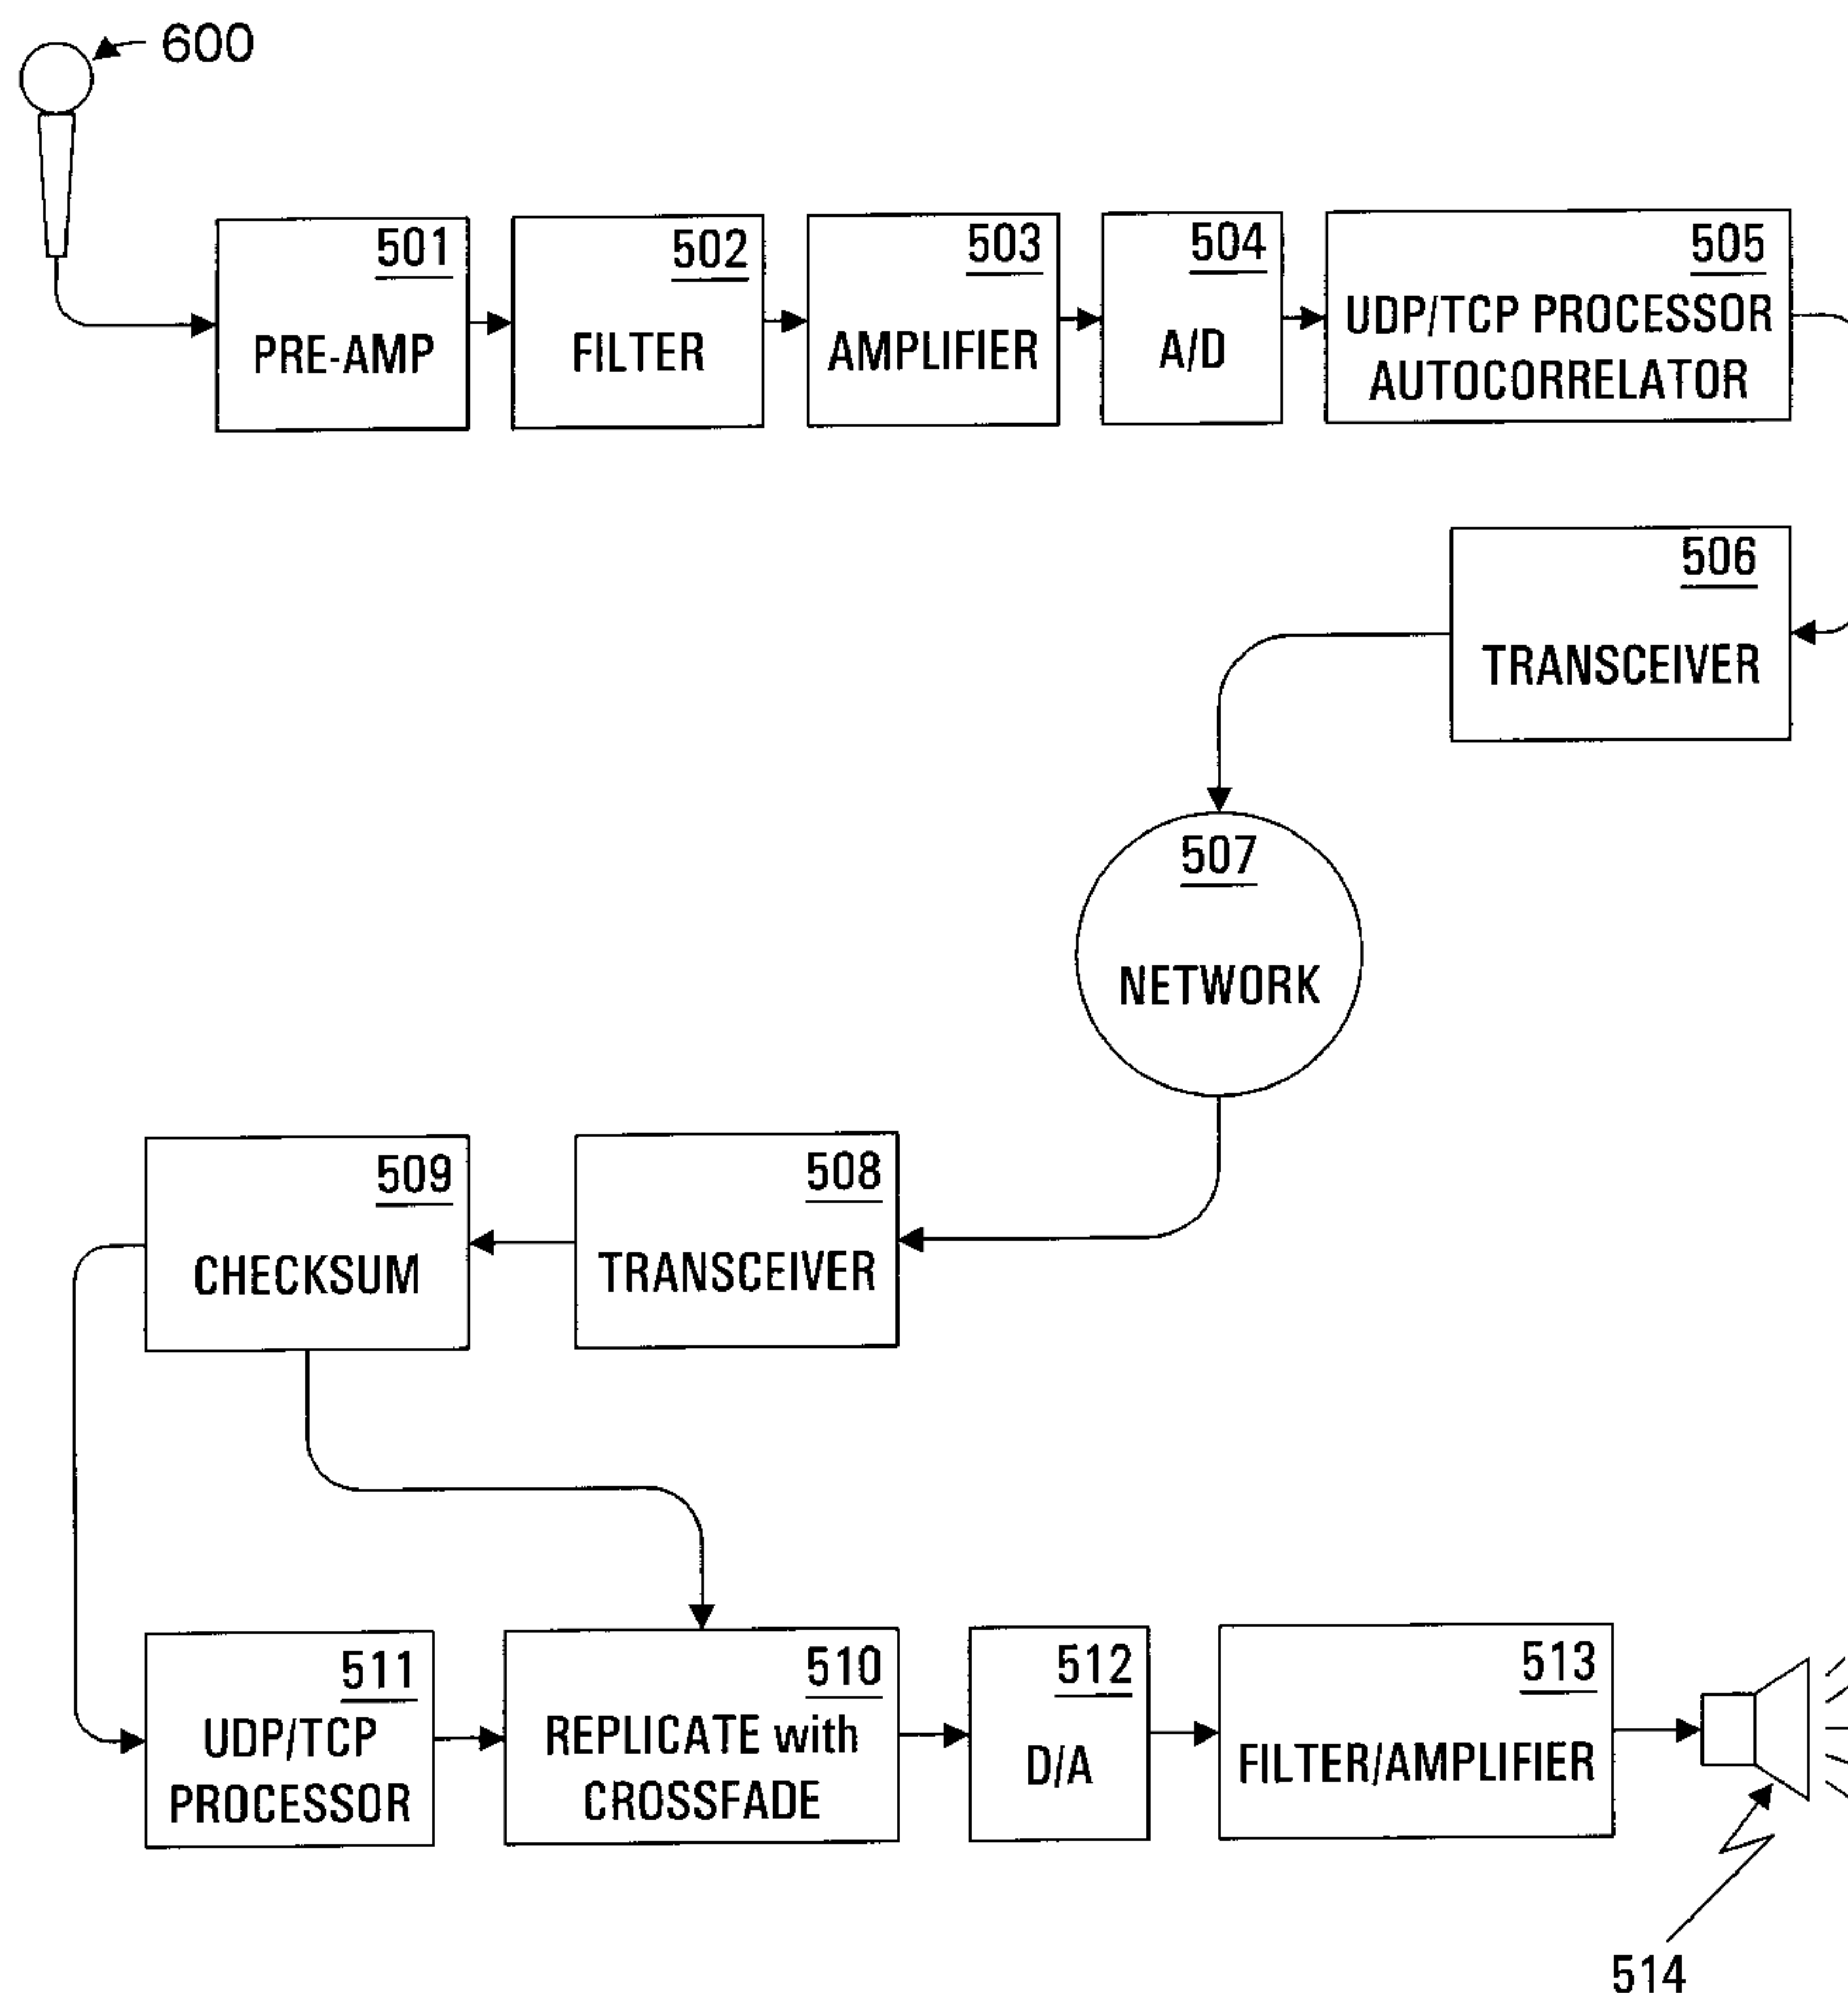 600
501
PRE-AMP
502
FILTER
503
AMPLIFIER
504
A/D
505
UDP/TCP PROCESSOR
AUTOCORRELATOR
506
TRANSCEIVER
507
NETWORK
509
CHECKSUM
508
TRANSCEIVER
511
UDP/TCP
PROCESSOR
510
REPLICATE with
CROSSFADE
512
D/A
513
FILTER/AMPLIFIER
514